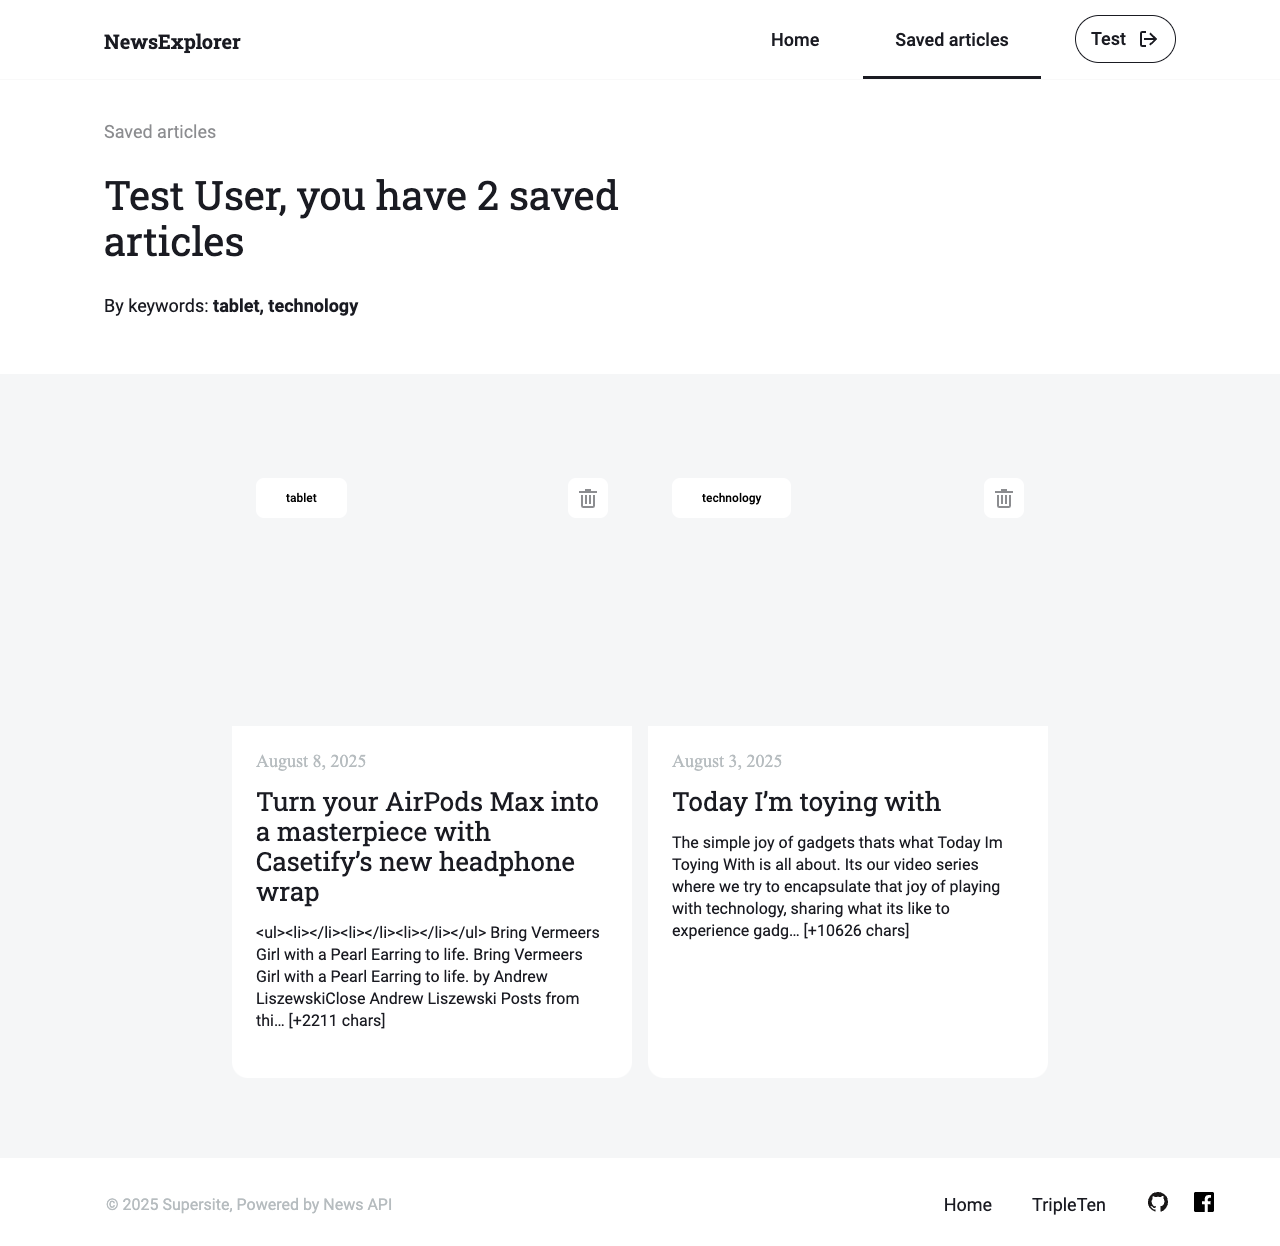 NewsExplorer
Home
Saved articles
Test
Saved articles
Test User, you have 2 saved
articles
By keywords: tablet, technology
tablet
technology
August 8, 2025
Turn your AirPods Max into
a masterpiece with
Casetify’s new headphone
wrap
<ul><li></li><li></li><li></li></ul> Bring Vermeers
Girl with a Pearl Earring to life. Bring Vermeers
Girl with a Pearl Earring to life. by Andrew
LiszewskiClose Andrew Liszewski Posts from
thi… [+2211 chars]
August 3, 2025
Today I’m toying with
The simple joy of gadgets thats what Today Im
Toying With is all about. Its our video series
where we try to encapsulate that joy of playing
with technology, sharing what its like to
experience gadg… [+10626 chars]
© 2025 Supersite, Powered by News API
Home
TripleTen